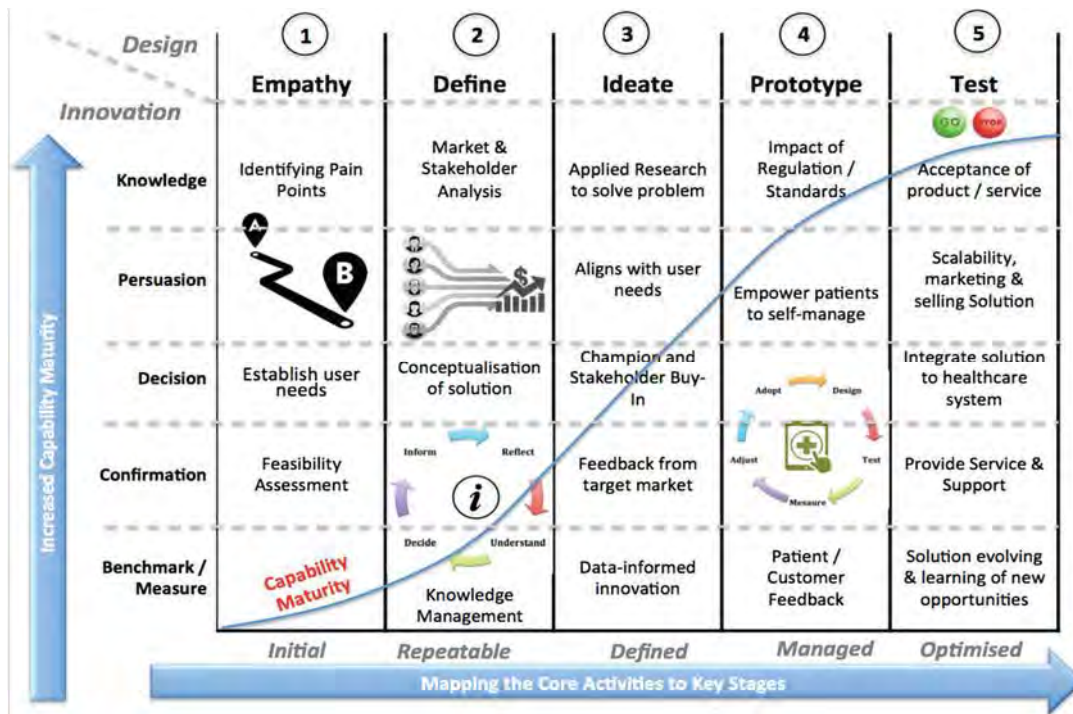 Design
1
2
3
4
5
Empathy
Define
Ideate
Prototype
Test
Innovation
GO
STOP
Knowledge
Identifying Pain
Points
Market &
Stakeholder
Analysis
Applied Research
to solve problem
Impact of
Regulation /
Standards
Acceptance of
product / service
Persuasion
A
B
$
Aligns with user
needs
Empower patients
to self-manage
Scalability,
marketing &
selling Solution
Decision
Establish user
needs
Conceptualisation
of solution
Champion and
Stakeholder Buy-
In
Adopt
Design
Test
Mesaure
Adjust
Integrate solution
to healthcare
system
Confirmation
Feasibility
Assessment
Inform
Reflect
i
Decide
Understand
Feedback from
target market
Provide Service &
Support
Benchmark /
Measure
Capability
Maturity
Knowledge
Management
Data-informed
innovation
Patient /
Customer
Feedback
Solution evolving
& learning of new
opportunities
Initial
Repeatable
Defined
Managed
Optimised
Increased Capability Maturity
Mapping the Core Activities to Key Stages